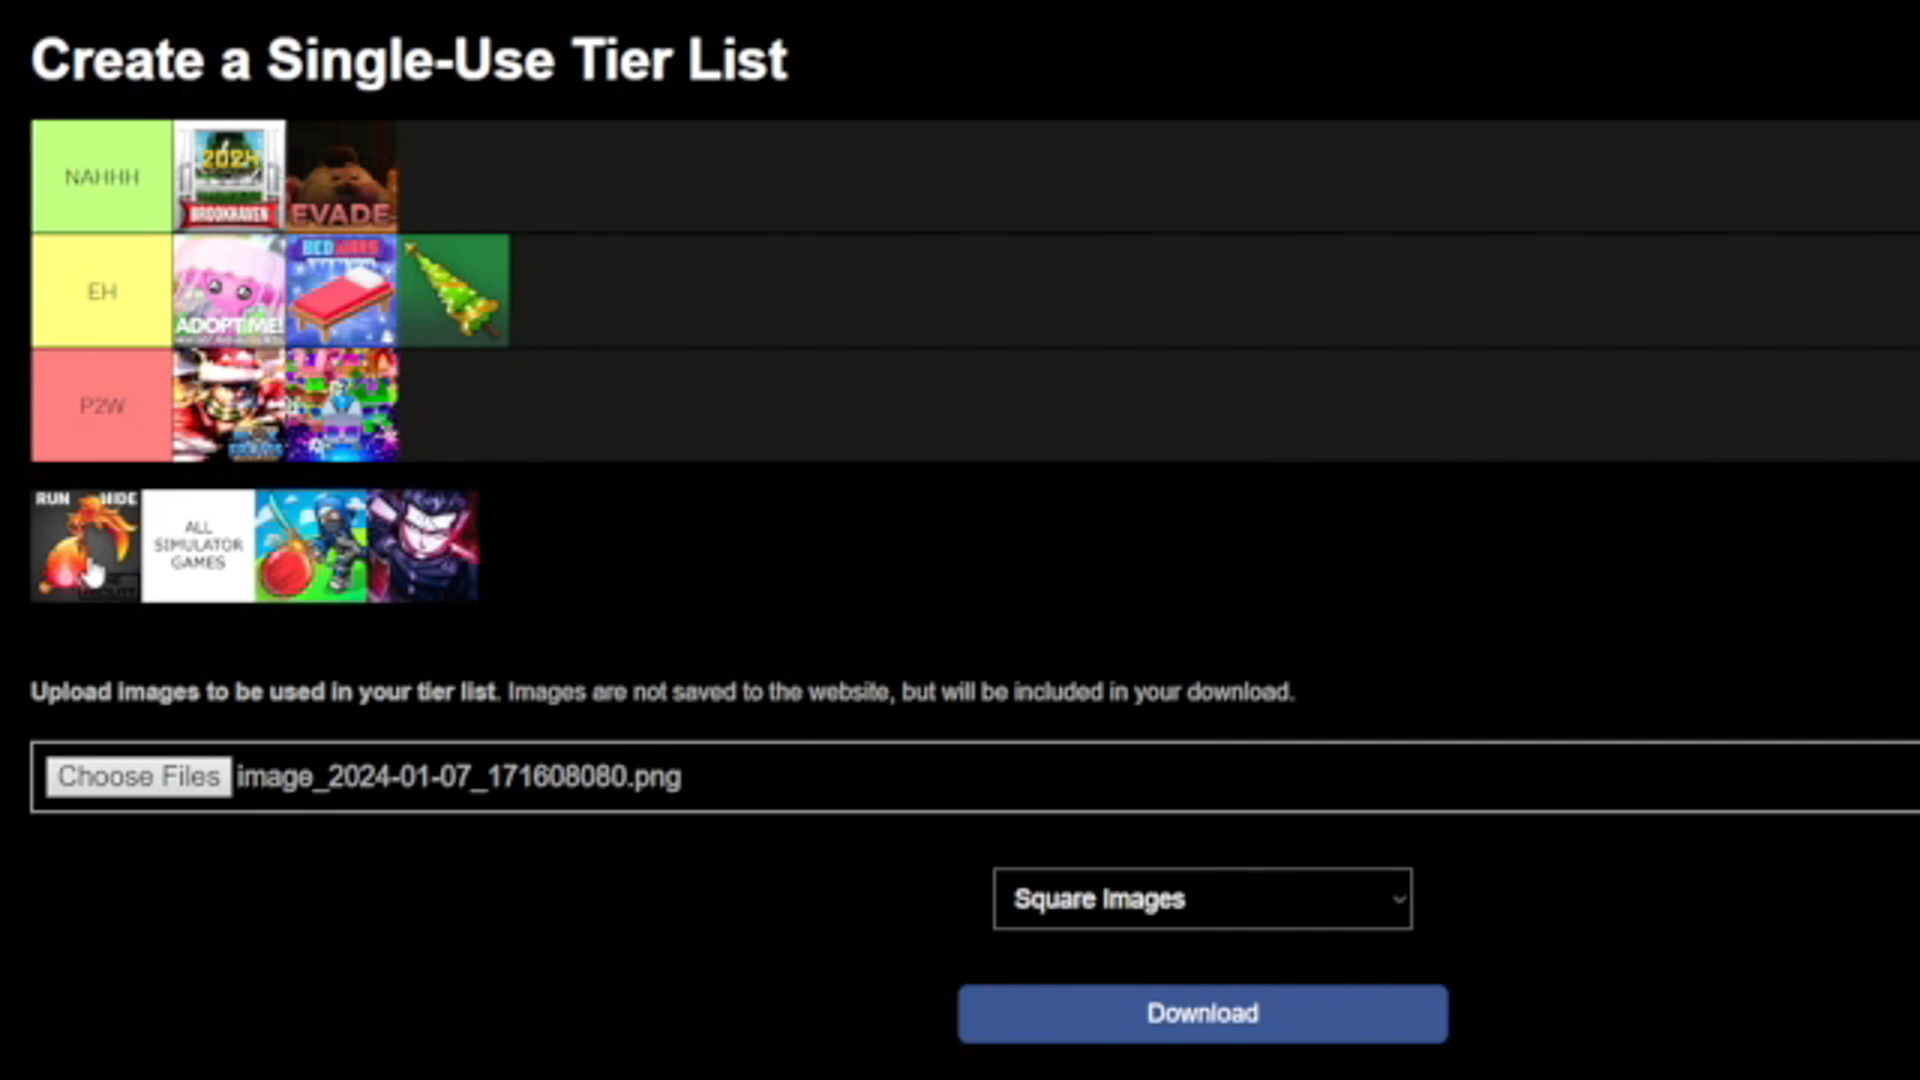 Create a Single-Use Tier List
NAHHH
2024
BROOKHAVEN
EVADE
EH
ADOPT ME!
BEDWARS
P2W
RUN HIDE
ALL
SIMULATOR
GAMES
Upload images to be used in your tier list. Images are not saved to the website, but will be included in your download.
Choose Files image_2024-01-07_171608080.png
Square Images
Download